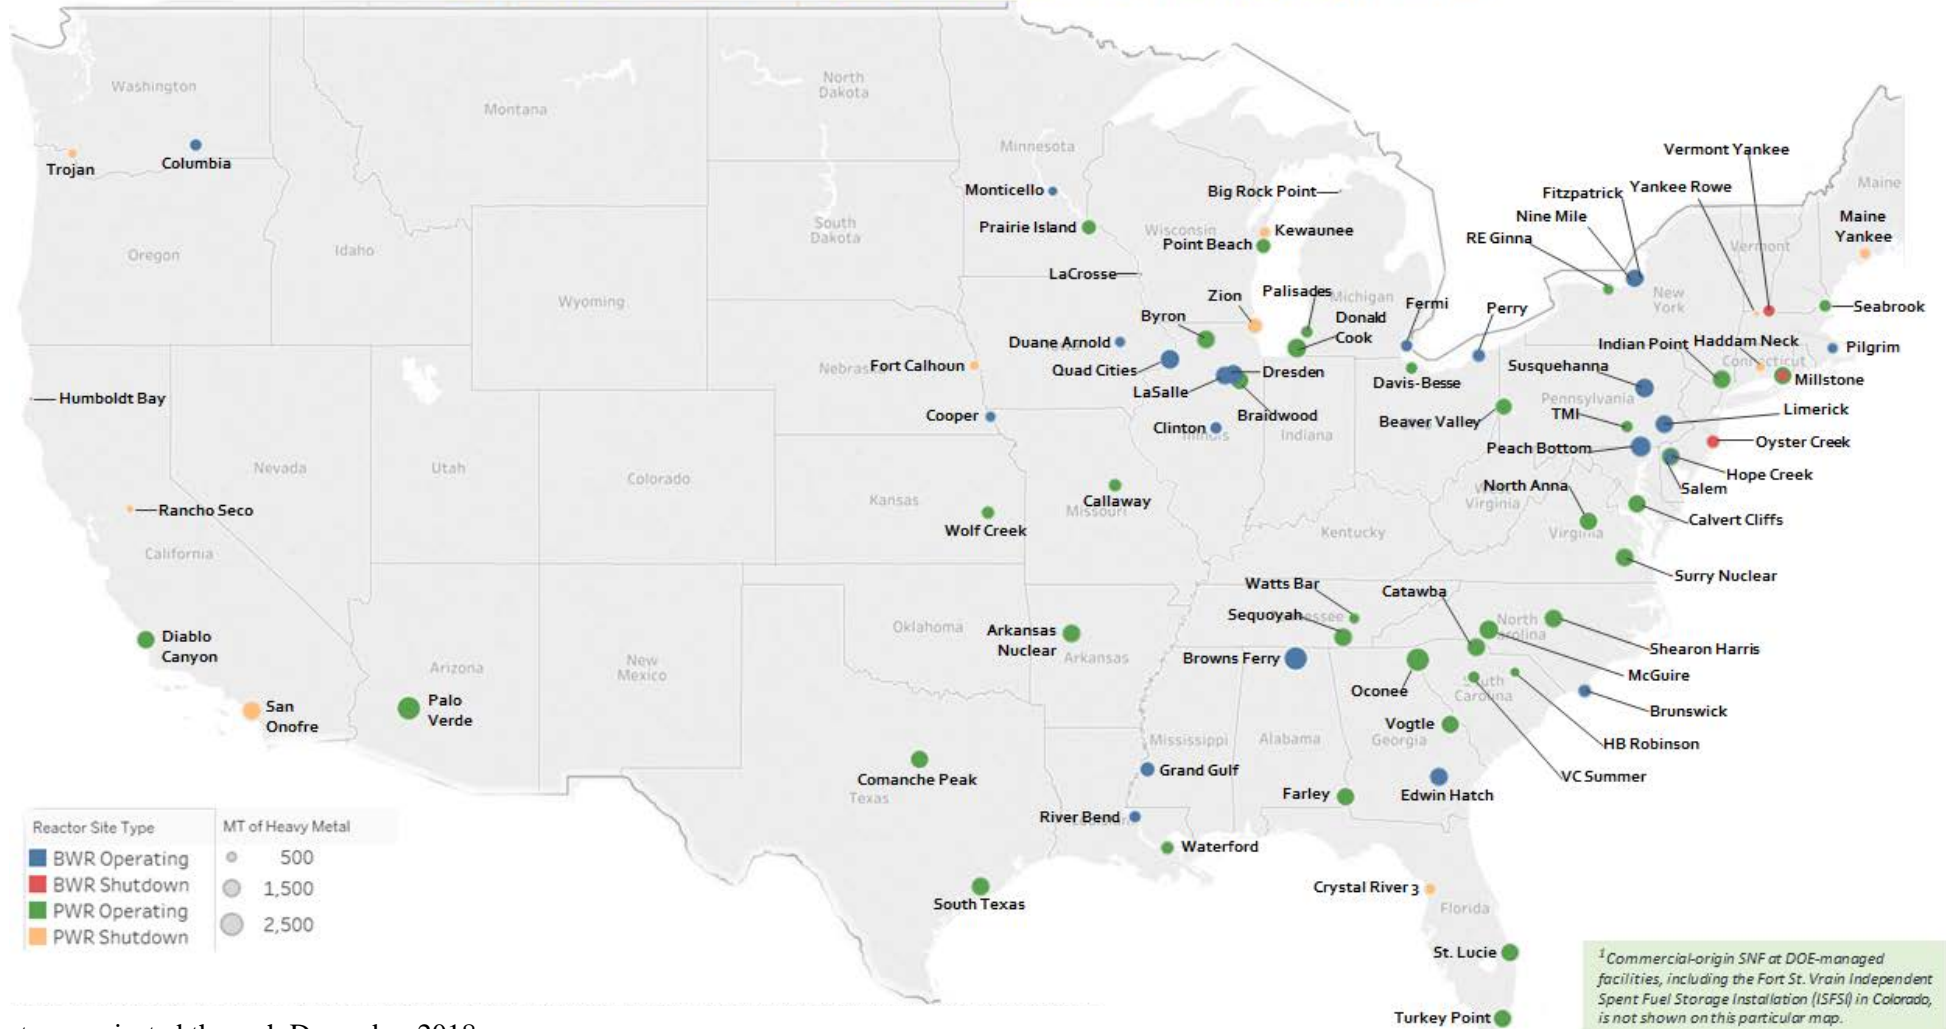 Washington
Montana
North
Dakota
Minnesota
Trojan
Columbia
Oregon
Idaho
Wyoming
South
Dakota
Monticello
Prairie Island
Wisconsin
Big Rock Point
Kewaunee
Point Beach
LaCrosse
Zion
Palisades
Michigan
Donald
Cook
Fermi
Perry
Byron
Duane Arnold
Quad Cities
LaSalle
Dresden
Braidwood
Clinton
Illinois
Indiana
Davis-Besse
Beaver Valley
Vermont Yankee
Yankee Rowe
Fitzpatrick
Nine Mile
RE Ginna
Maine
Maine
Yankee
Vermont
New
York
Seabrook
Pilgrim
Indian Point
Haddam Neck
Connecticut
Millstone
Susquehanna
Pennsylvania
TMI
Limerick
Oyster Creek
Peach Bottom
Hope Creek
Salem
North Anna
West
Virginia
Calvert Cliffs
Virginia
Surry Nuclear
Humboldt Bay
Nevada
Utah
Colorado
Nebraska
Fort Calhoun
Cooper
Kansas
Wolf Creek
Callaway
Missouri
Kentucky
Rancho Seco
California
Diablo
Canyon
San
Onofre
Arizona
Palo
Verde
New
Mexico
Oklahoma
Arkansas
Nuclear
Arkansas
Watts Bar
Sequoyah
Tennessee
Catawba
North
Carolina
Shearon Harris
McGuire
Browns Ferry
Oconee
South
Carolina
Brunswick
HB Robinson
VC Summer
Vogtle
Georgia
Mississippi
Alabama
Grand Gulf
Edwin Hatch
Farley
Comanche Peak
Texas
River Bend
Waterford
South Texas
Crystal River 3
Florida
St. Lucie
Turkey Point
Reactor Site Type
BWR Operating
BWR Shutdown
PWR Operating
PWR Shutdown
MT of Heavy Metal
500
1,500
2,500
1 Commercial-origin SNF at DOE-managed
facilities, including the Fort St. Vrain Independent
Spent Fuel Storage Installation (ISFSI) in Colorado,
is not shown on this particular map.